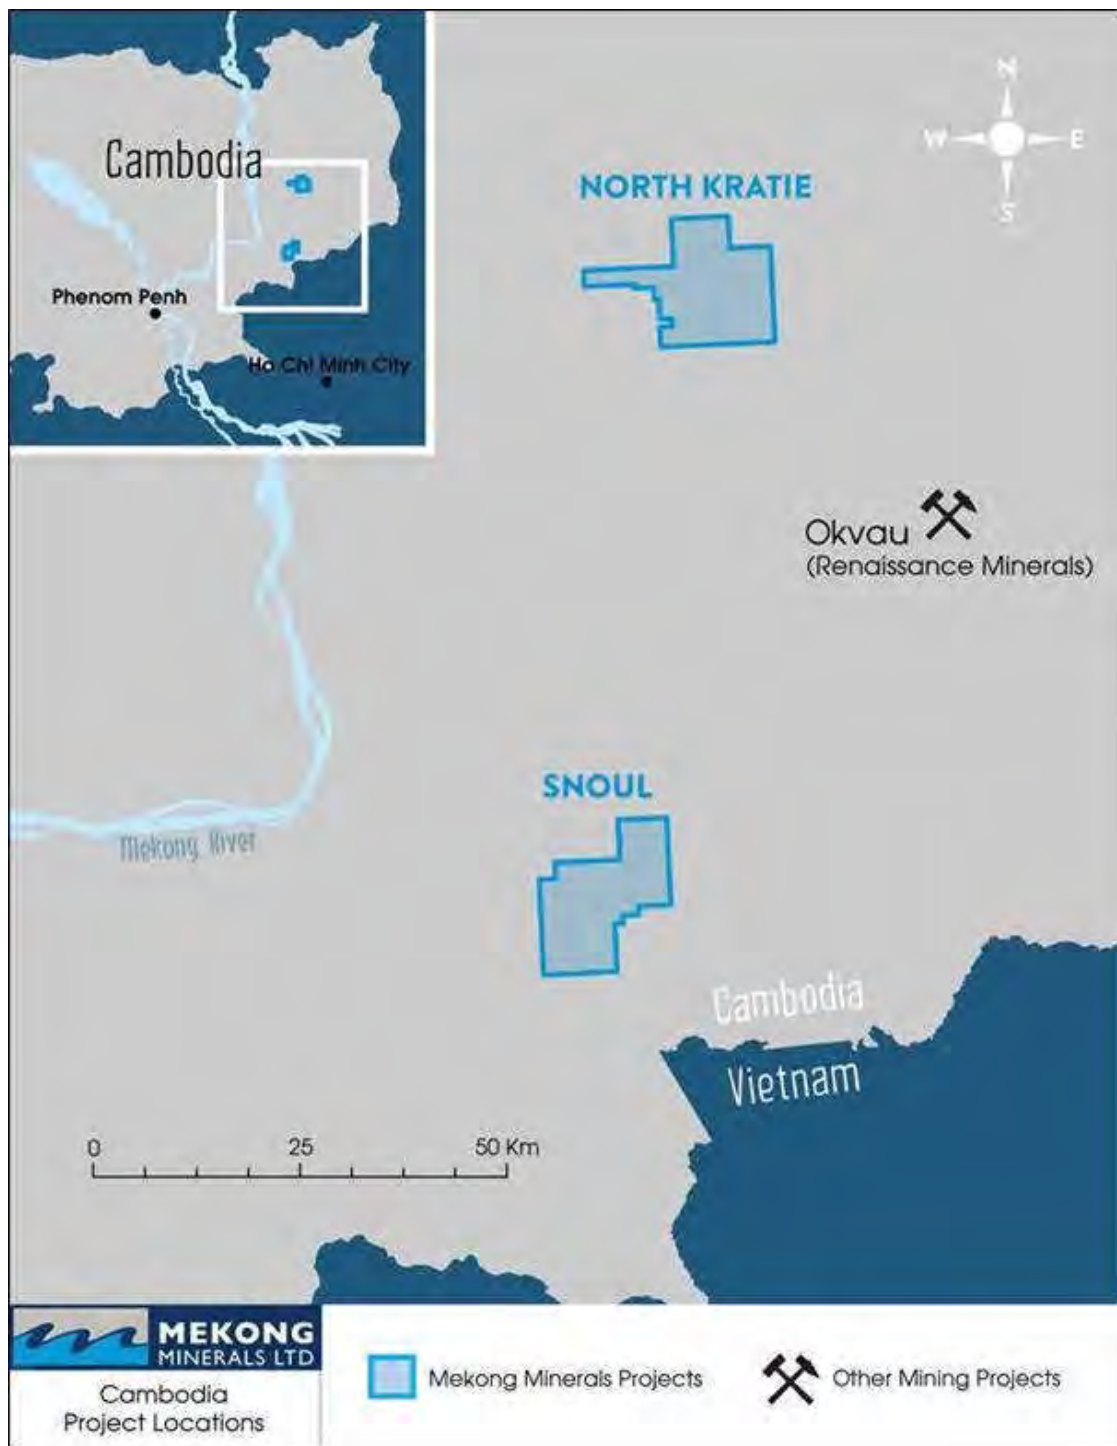 Cambodia
Phenom Penh
Ho Chi Minh City
N
W E
S
NORTH KRATIE
Okvau
(Renaissance Minerals)
Mekong River
SNOUL
Cambodia
Vietnam
0 25 50 Km
MEKONG
MINERALS LTD
Cambodia
Project Locations
Mekong Minerals Projects
Other Mining Projects